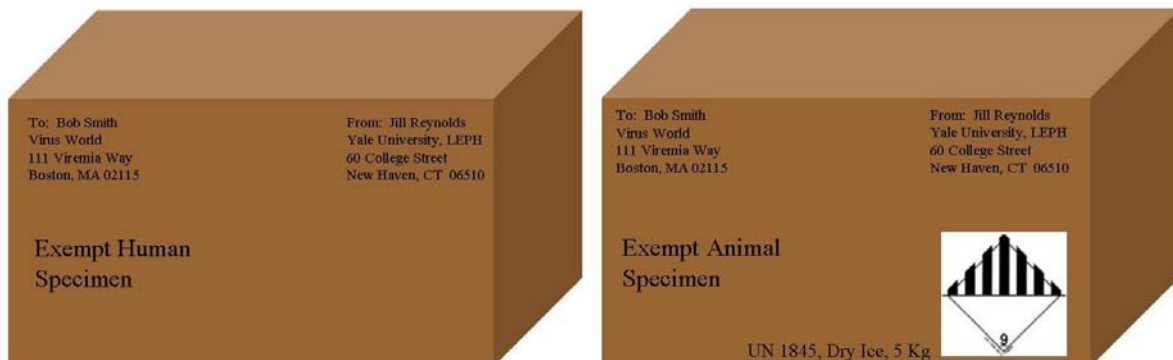 To: Bob Smith
Virus World
111 Viremia Way
Boston, MA 02115
From: Jill Reynolds
Yale University, LEPH
60 College Street
New Haven, CT 06510
Exempt Human
Specimen
To: Bob Smith
Virus World
111 Viremia Way
Boston, MA 02115
From: Jill Reynolds
Yale University, LEPH
60 College Street
New Haven, CT 06510
Exempt Animal
Specimen
9
UN 1845, Dry Ice, 5 Kg